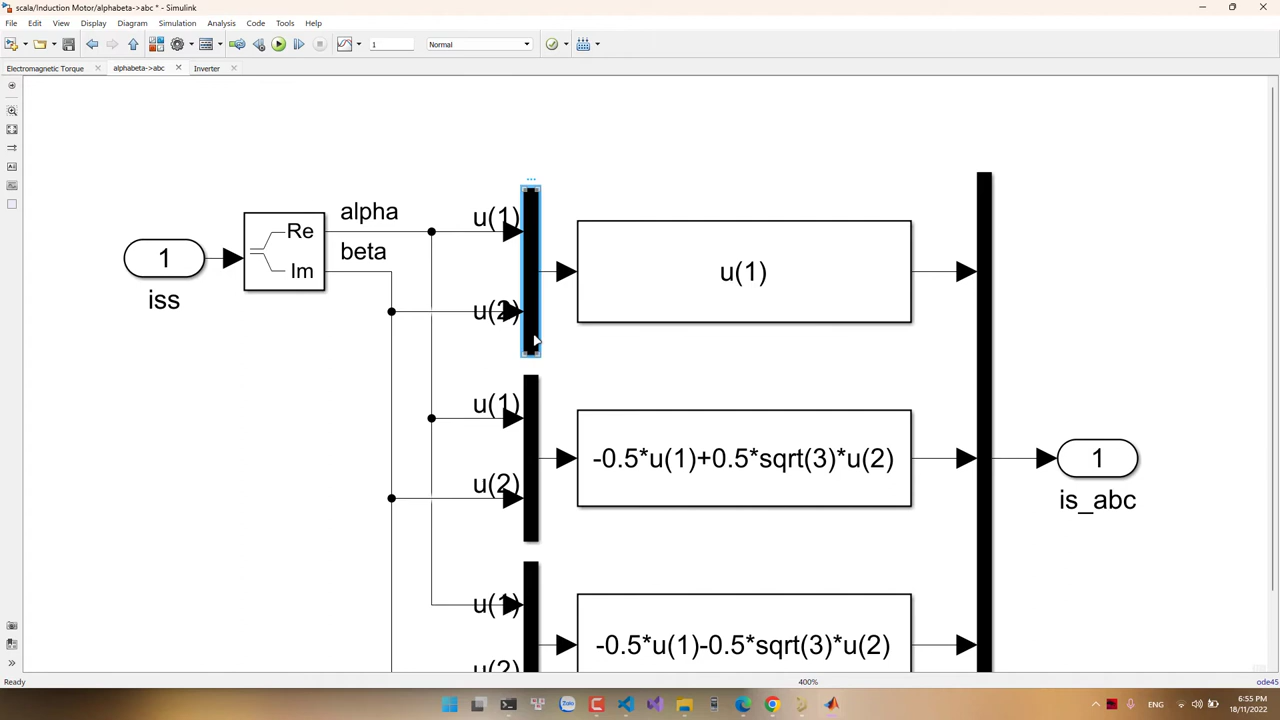 scala/Induction Motor/alphabeta->abc * - Simulink
File Edit View Display Diagram Simulation Analysis Code Tools Help
1 Normal
Electromagnetic Torque alphabeta->abc Inverter
alpha
u(1)
Re
beta
1
Im
u(1)
iss
u(2)
u(1)
-0.5*u(1)+0.5*sqrt(3)*u(2)
1
u(2)
is_abc
u(1)
-0.5*u(1)-0.5*sqrt(3)*u(2)
u(2)
Ready 400% ode45
Zalo
6:55 PM
18/11/2022